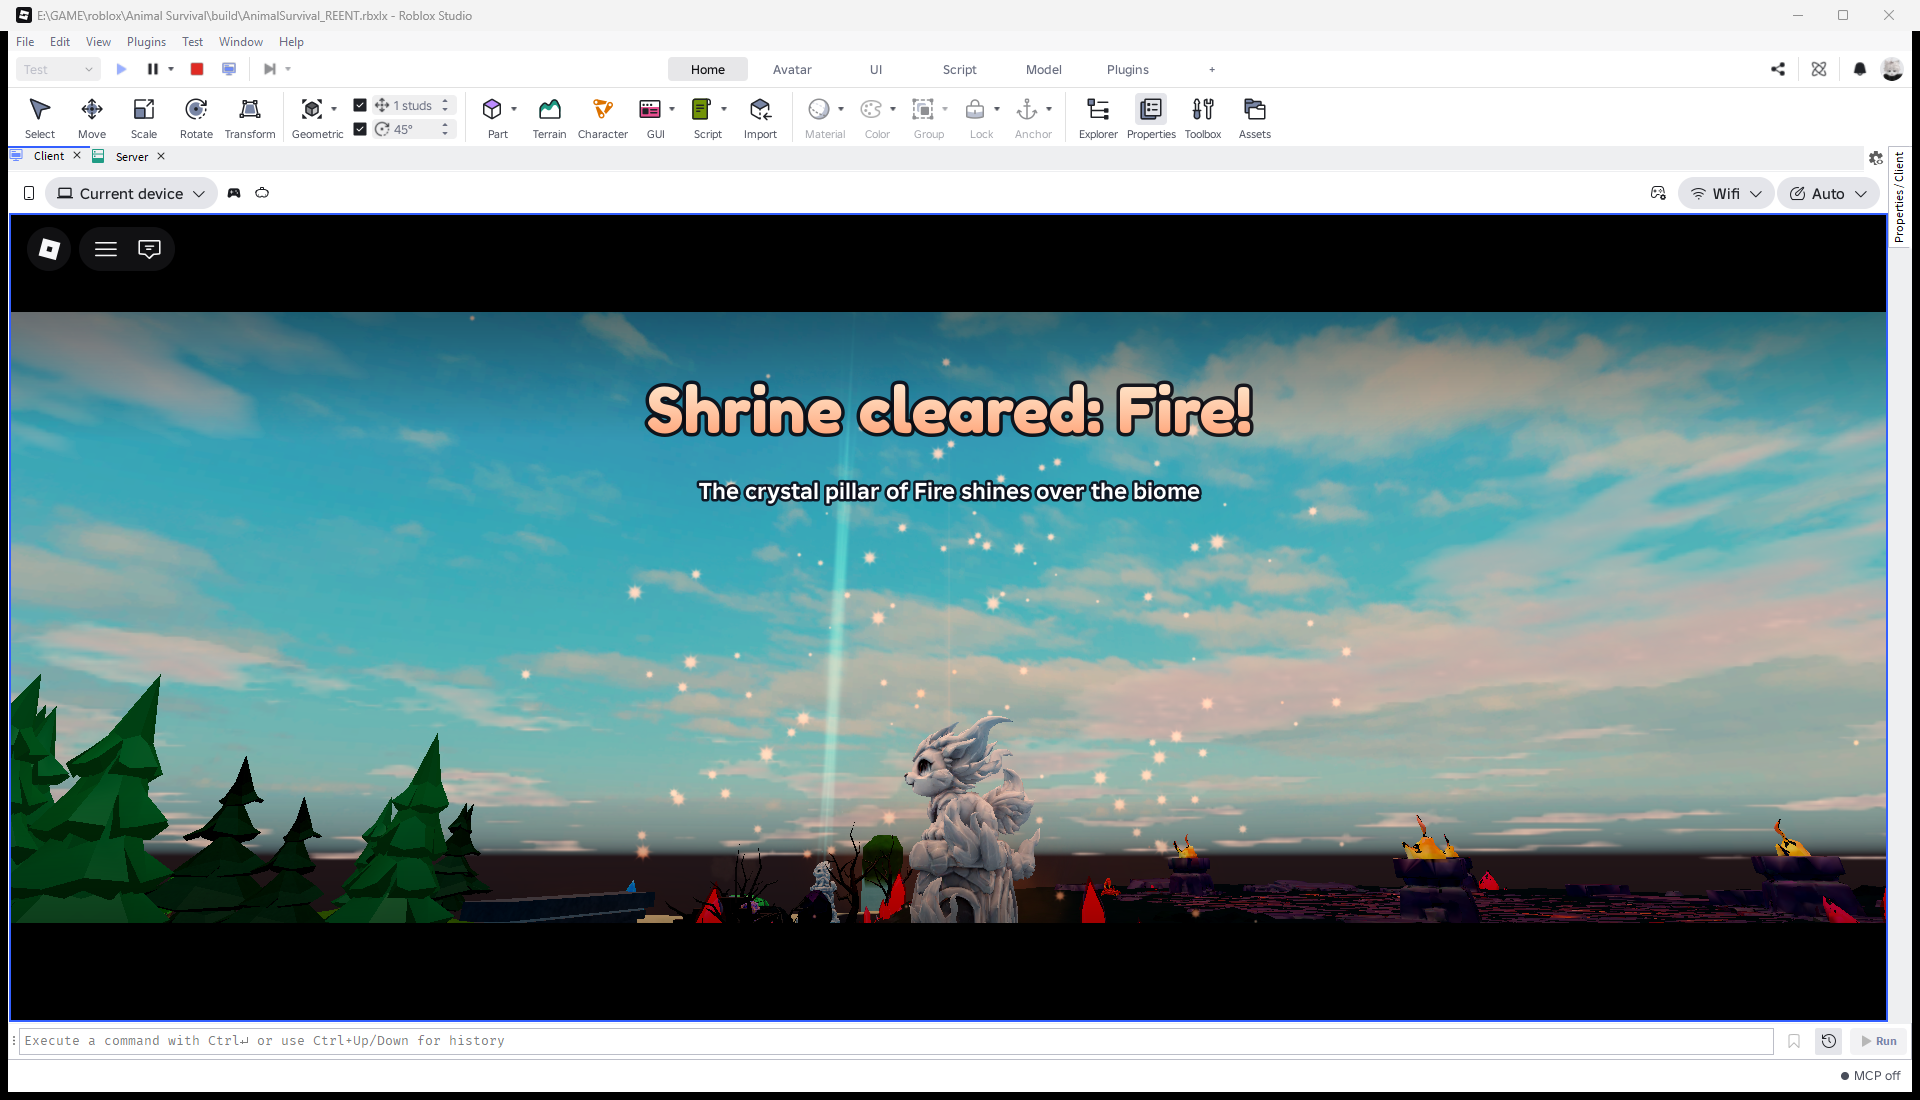 E:\GAME\roblox\Animal Survival\build\AnimalSurvival_REENT.rbxlx - Roblox Studio
File Edit View Plugins Test Window Help
Test
Home Avatar UI Script Model Plugins +
Select Move Scale Rotate Transform Geometric
1 studs
45°
Part Terrain Character GUI Script Import Material Color Group Lock Anchor Explorer Properties Toolbox Assets
Client Server
Current device
Wifi Auto
Properties / Client
Shrine cleared: Fire!
The crystal pillar of Fire shines over the biome
Execute a command with Ctrl↵ or use Ctrl+Up/Down for history
Run
MCP off